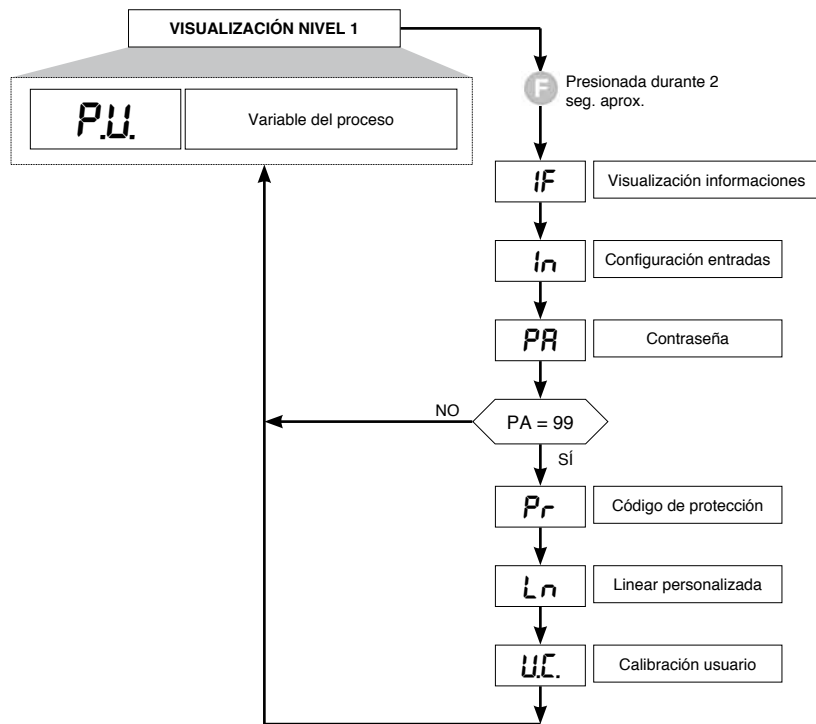 VISUALIZACIÓN NIVEL 1
P.U.
Variable del proceso
F
Presionada durante 2
seg. aprox.
IF
Visualización informaciones
In
Configuración entradas
PA
Contraseña
NO
PA = 99
SÍ
Pr
Código de protección
Ln
Linear personalizada
U.C.
Calibración usuario